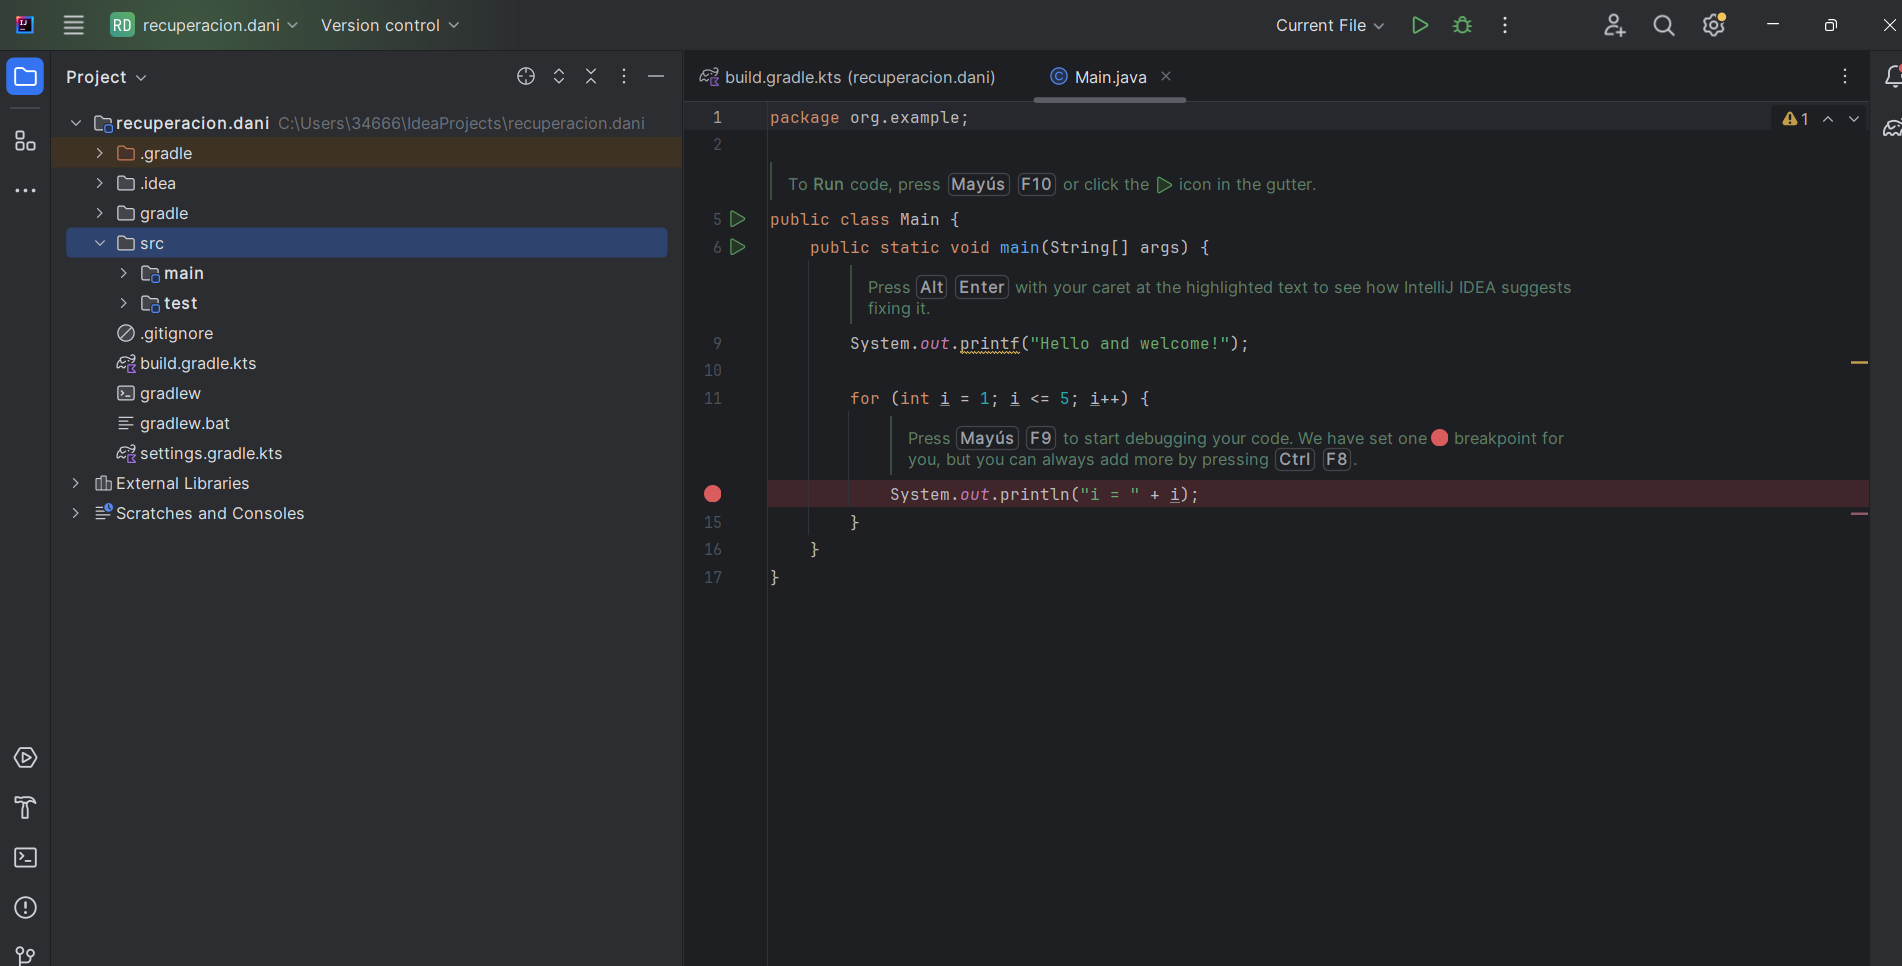 IJ
RD recuperacion.dani Version control Current File
Project
build.gradle.kts (recuperacion.dani) Main.java
recuperacion.dani C:\Users\34666\IdeaProjects\recuperacion.dani
.gradle
.idea
gradle
src
main
test
.gitignore
build.gradle.kts
gradlew
gradlew.bat
settings.gradle.kts
External Libraries
Scratches and Consoles
1 package org.example; 1
2
To Run code, press Mayús F10 or click the icon in the gutter.
5 public class Main {
6 public static void main(String[] args) {
Press Alt Enter with your caret at the highlighted text to see how IntelliJ IDEA suggests
fixing it.
9 System.out.printf("Hello and welcome!");
10
11 for (int i = 1; i <= 5; i++) {
Press Mayús F9 to start debugging your code. We have set one breakpoint for
you, but you can always add more by pressing Ctrl F8.
System.out.println("i = " + i);
15 }
16 }
17 }